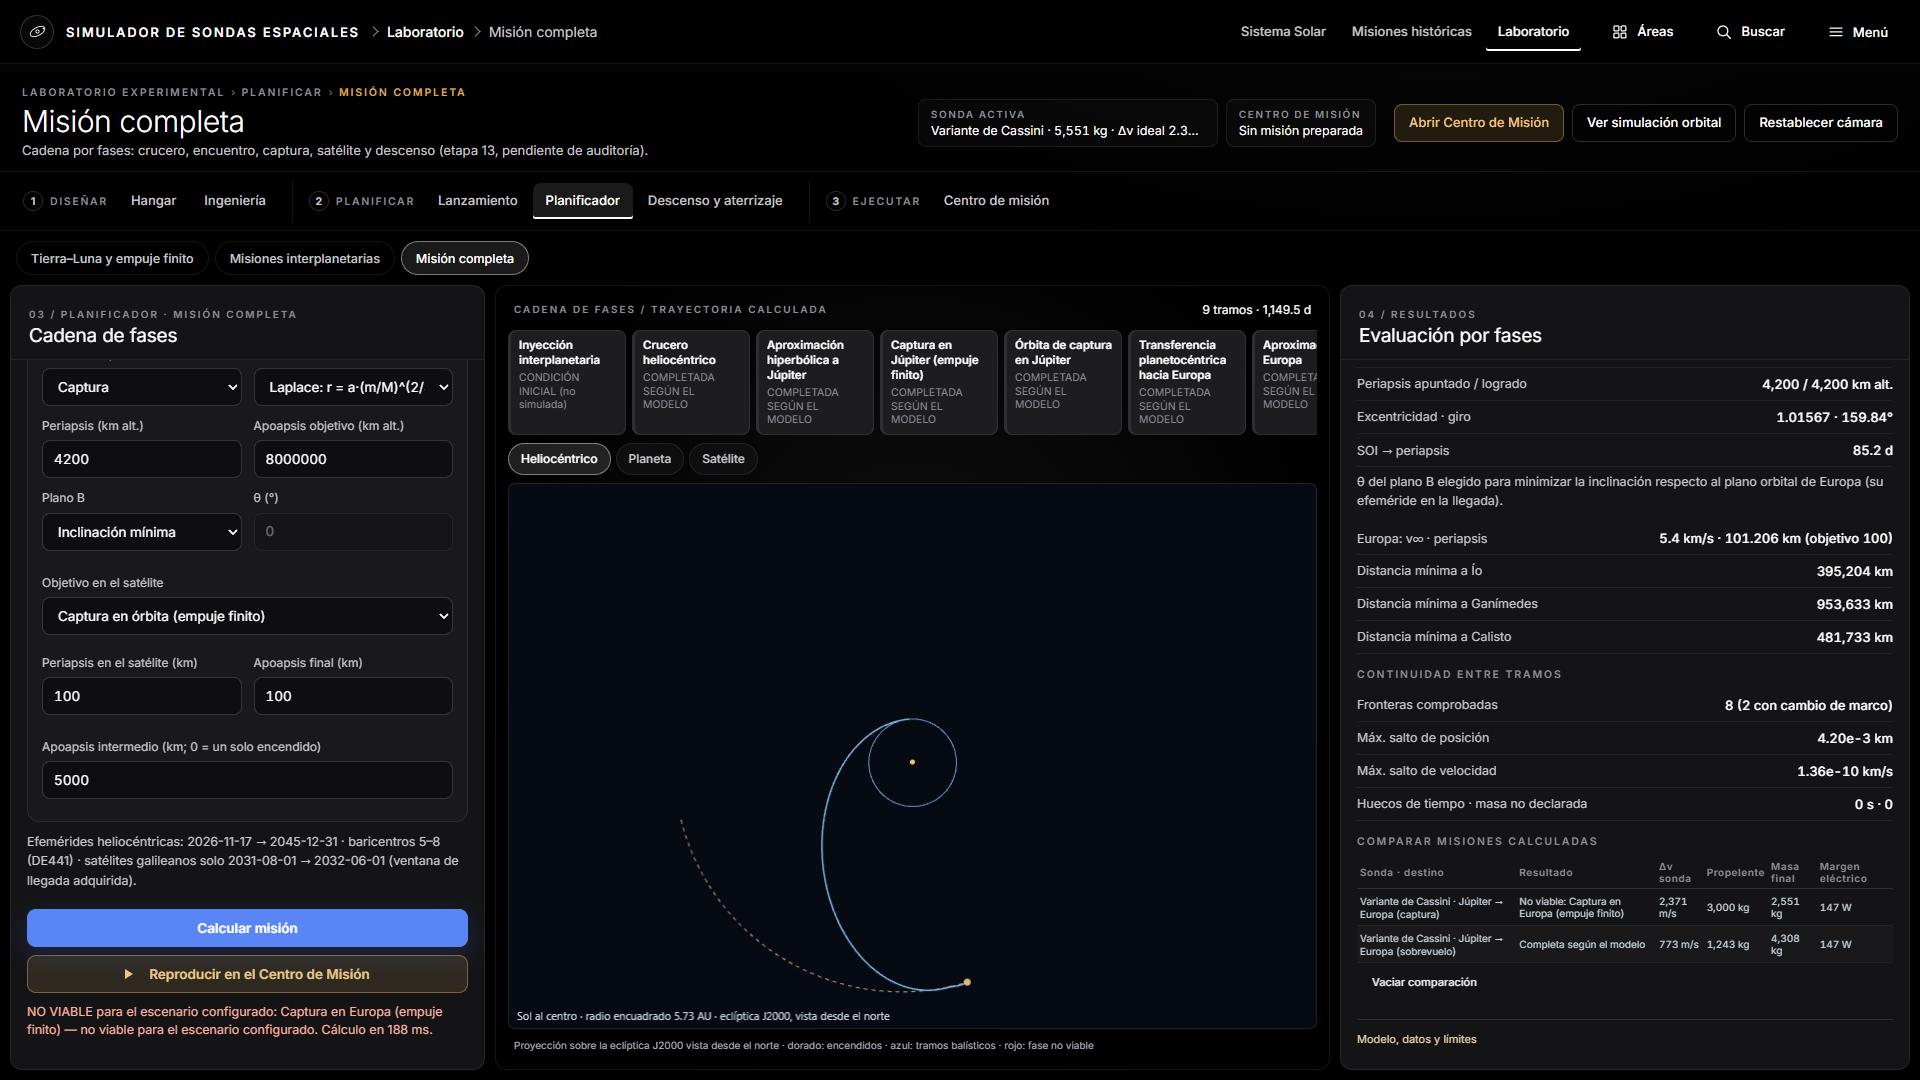 SIMULADOR DE SONDAS ESPACIALES > Laboratorio > Misión completa
Sistema Solar
Misiones históricas
Laboratorio
Áreas
Buscar
Menú
LABORATORIO EXPERIMENTAL › PLANIFICAR › MISIÓN COMPLETA
Misión completa
Cadena por fases: crucero, encuentro, captura, satélite y descenso (etapa 13, pendiente de auditoría).
SONDA ACTIVA
Variante de Cassini · 5,551 kg · Δv ideal 2.3...
CENTRO DE MISIÓN
Sin misión preparada
Abrir Centro de Misión
Ver simulación orbital
Restablecer cámara
1 DISEÑAR
Hangar
Ingeniería
2 PLANIFICAR
Lanzamiento
Planificador
Descenso y aterrizaje
3 EJECUTAR
Centro de misión
Tierra–Luna y empuje finito
Misiones interplanetarias
Misión completa
03 / PLANIFICADOR · MISIÓN COMPLETA
Cadena de fases
Captura
Laplace: r = a·(m/M)^(2/
Periapsis (km alt.)
Apoapsis objetivo (km alt.)
4200
8000000
Plano B
θ (°)
Inclinación mínima
0
Objetivo en el satélite
Captura en órbita (empuje finito)
Periapsis en el satélite (km)
Apoapsis final (km)
100
100
Apoapsis intermedio (km; 0 = un solo encendido)
5000
Efemérides heliocéntricas: 2026-11-17 → 2045-12-31 · baricentros 5–8
(DE441) · satélites galileanos solo 2031-08-01 → 2032-06-01 (ventana de
llegada adquirida).
Calcular misión
Reproducir en el Centro de Misión
NO VIABLE para el escenario configurado: Captura en Europa (empuje
finito) — no viable para el escenario configurado. Cálculo en 188 ms.
CADENA DE FASES / TRAYECTORIA CALCULADA
9 tramos · 1,149.5 d
Inyección
interplanetaria
CONDICIÓN
INICIAL (no
simulada)
Crucero
heliocéntrico
COMPLETADA
SEGÚN EL
MODELO
Aproximación
hiperbólica a
Júpiter
COMPLETADA
SEGÚN EL
MODELO
Captura en
Júpiter (empuje
finito)
COMPLETADA
SEGÚN EL
MODELO
Órbita de captura
en Júpiter
COMPLETADA
SEGÚN EL
MODELO
Transferencia
planetocéntrica
hacia Europa
COMPLETADA
SEGÚN EL
MODELO
Aproxima
Europa
COMPLETA
SEGÚN EL
MODELO
Heliocéntrico
Planeta
Satélite
Sol al centro · radio encuadrado 5.73 AU · eclíptica J2000, vista desde el norte
Proyección sobre la eclíptica J2000 vista desde el norte · dorado: encendidos · azul: tramos balísticos · rojo: fase no viable
04 / RESULTADOS
Evaluación por fases
Periapsis apuntado / logrado 4,200 / 4,200 km alt.
Excentricidad · giro 1.01567 · 159.84°
SOI → periapsis 85.2 d
θ del plano B elegido para minimizar la inclinación respecto al plano orbital de Europa (su
efeméride en la llegada).
Europa: v∞ · periapsis 5.4 km/s · 101.206 km (objetivo 100)
Distancia mínima a Ío 395,204 km
Distancia mínima a Ganímedes 953,633 km
Distancia mínima a Calisto 481,733 km
CONTINUIDAD ENTRE TRAMOS
Fronteras comprobadas 8 (2 con cambio de marco)
Máx. salto de posición 4.20e-3 km
Máx. salto de velocidad 1.36e-10 km/s
Huecos de tiempo · masa no declarada 0 s · 0
COMPARAR MISIONES CALCULADAS
Sonda · destino
Resultado
Δv
sonda
Propelente
Masa
final
Margen
eléctrico
Variante de Cassini · Júpiter →
Europa (captura)
No viable: Captura en
Europa (empuje finito)
2,371
m/s
3,000 kg
2,551
kg
147 W
Variante de Cassini · Júpiter →
Europa (sobrevuelo)
Completa según el modelo
773 m/s
1,243 kg
4,308
kg
147 W
Vaciar comparación
Modelo, datos y límites